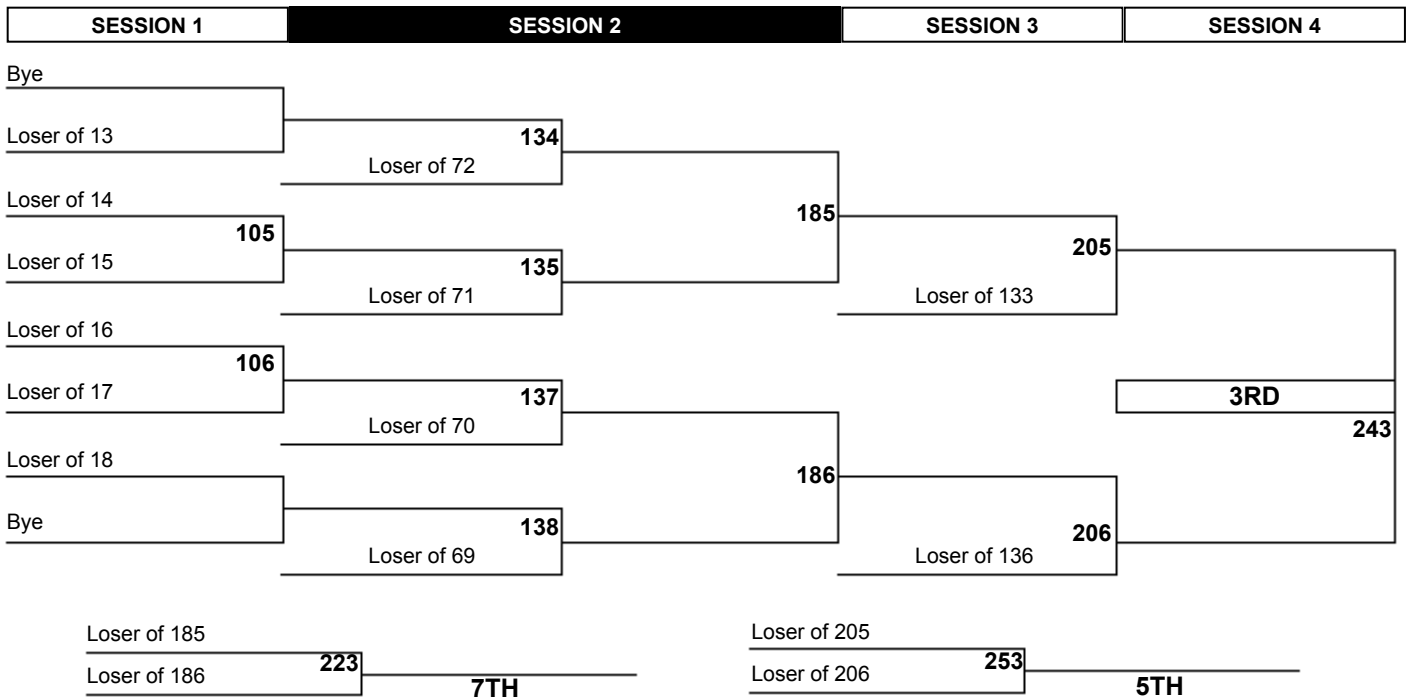 SESSION 1 SESSION 2 SESSION 3 SESSION 4
Bye
Loser of 13
134
Loser of 72
Loser of 14
185
105
205
Loser of 15
135
Loser of 71
Loser of 133
Loser of 16
106
Loser of 17
137
3RD
Loser of 70
243
Loser of 18
186
Bye
138
206
Loser of 69
Loser of 136
Loser of 185
223
Loser of 186
7TH
Loser of 205
253
Loser of 206
5TH